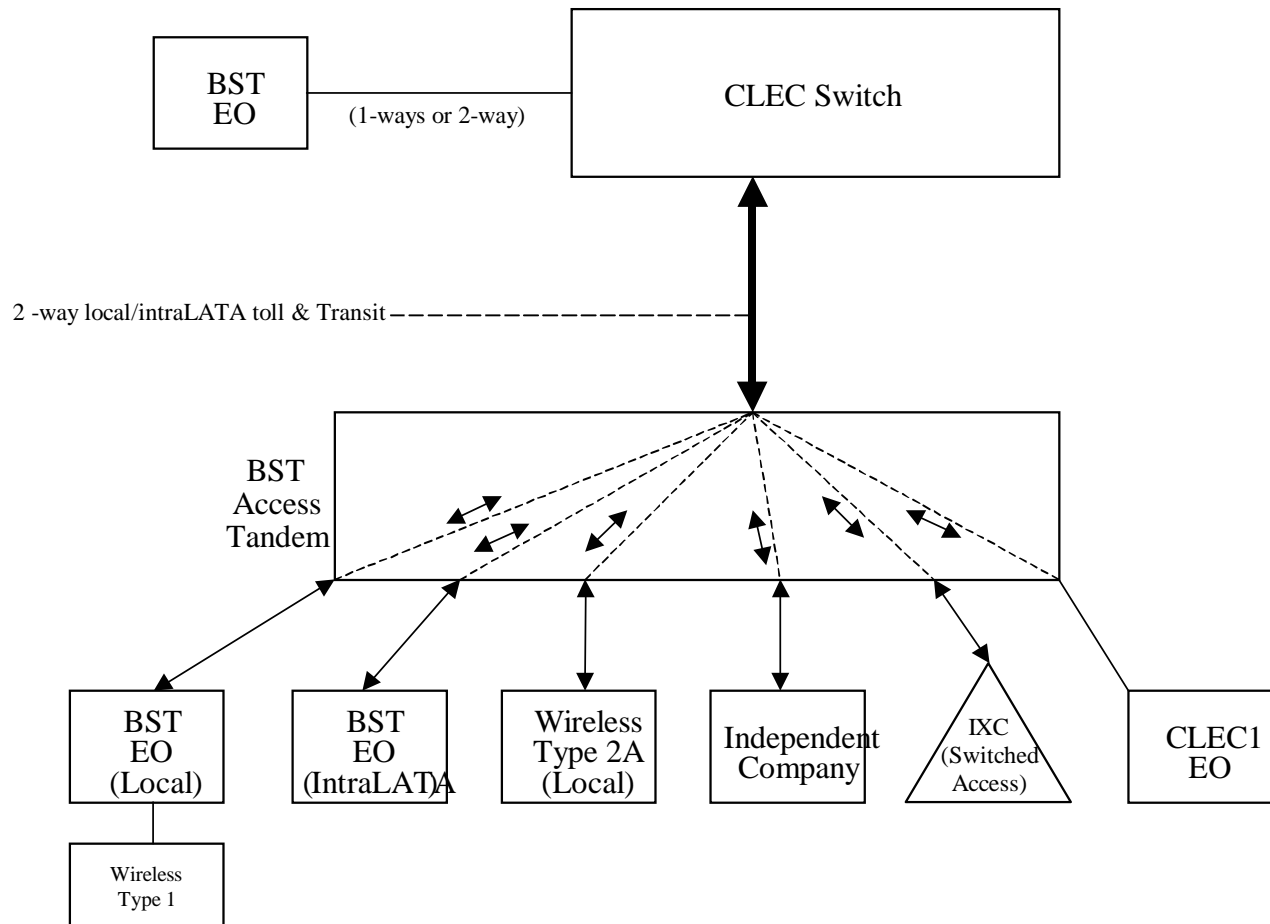 BST
EO
(1-ways or 2-way)
CLEC Switch
2 -way local/intraLATA toll & Transit
BST
Access
Tandem
BST
EO
(Local)
BST
EO
(IntraLAT)A
Wireless
Type 2A
(Local)
Independent
Company
IXC
(Switched
Access)
CLEC1
EO
Wireless
Type 1